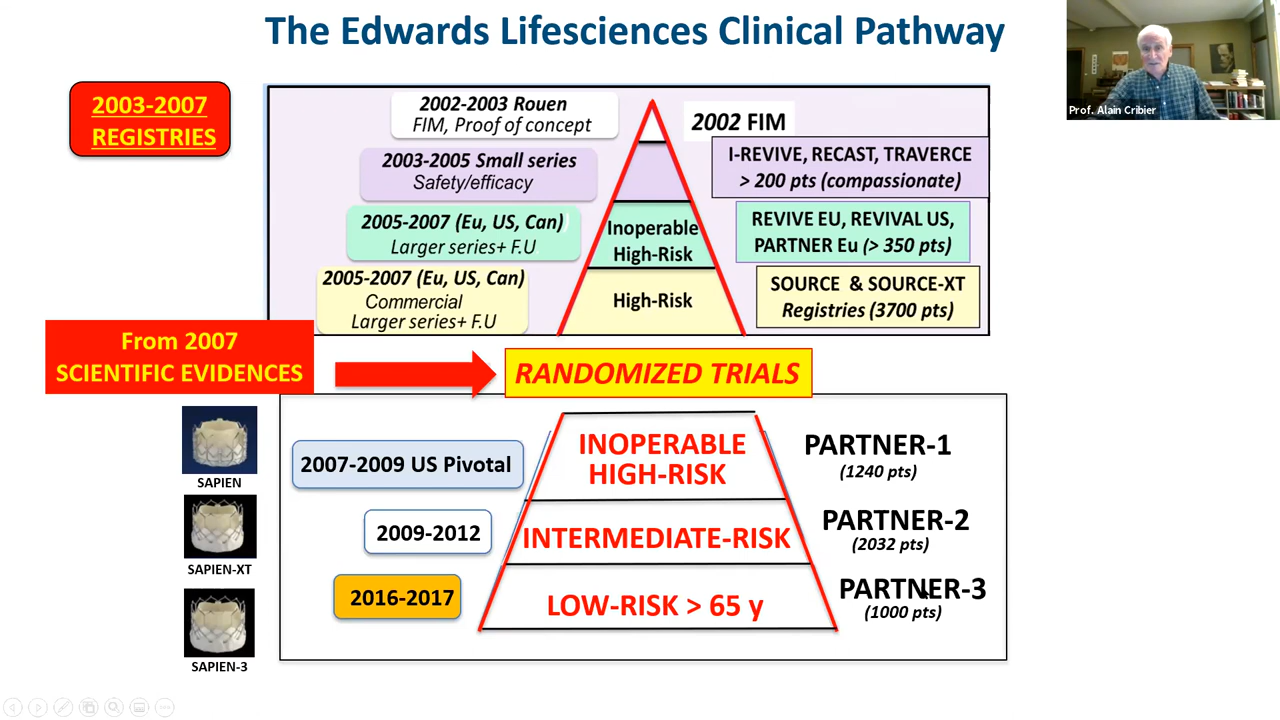 The Edwards Lifesciences Clinical Pathway
Prof. Alain Cribier
2003-2007
REGISTRIES
2002-2003 Rouen
FIM, Proof of concept
2002 FIM
2003-2005 Small series
Safety/efficacy
I-REVIVE, RECAST, TRAVERCE
> 200 pts (compassionate)
2005-2007 (Eu, US, Can)
Larger series+ F.U
Inoperable
High-Risk
REVIVE EU, REVIVAL US,
PARTNER Eu (> 350 pts)
2005-2007 (Eu, US, Can)
Commercial
Larger series+ F.U
High-Risk
SOURCE & SOURCE-XT
Registries (3700 pts)
From 2007
SCIENTIFIC EVIDENCES
RANDOMIZED TRIALS
SAPIEN
2007-2009 US Pivotal
INOPERABLE
HIGH-RISK
PARTNER-1
(1240 pts)
SAPIEN-XT
2009-2012
INTERMEDIATE-RISK
PARTNER-2
(2032 pts)
SAPIEN-3
2016-2017
LOW-RISK > 65 y
PARTNER-3
(1000 pts)